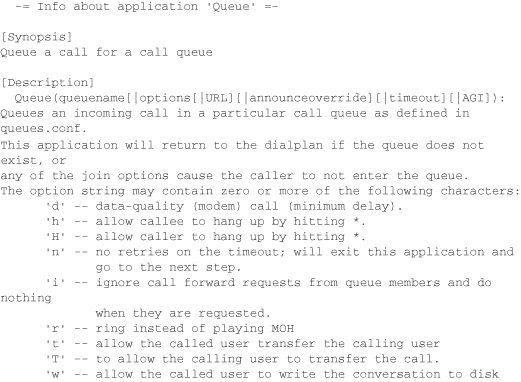 -= Info about application 'Queue' =-
[Synopsis]
Queue a call for a call queue
[Description]
Queue(queuename[|options[|URL][|announceoverride][|timeout][|AGI]):
Queues an incoming call in a particular call queue as defined in
queues.conf.
This application will return to the dialplan if the queue does not
exist, or
any of the join options cause the caller to not enter the queue.
The option string may contain zero or more of the following characters:
'd' -- data-quality (modem) call (minimum delay).
'h' -- allow callee to hang up by hitting *.
'H' -- allow caller to hang up by hitting *.
'n' -- no retries on the timeout; will exit this application and
go to the next step.
'i' -- ignore call forward requests from queue members and do
nothing
when they are requested.
'r' -- ring instead of playing MOH
't' -- allow the called user transfer the calling user
'T' -- to allow the calling user to transfer the call.
'w' -- allow the called user to write the conversation to disk